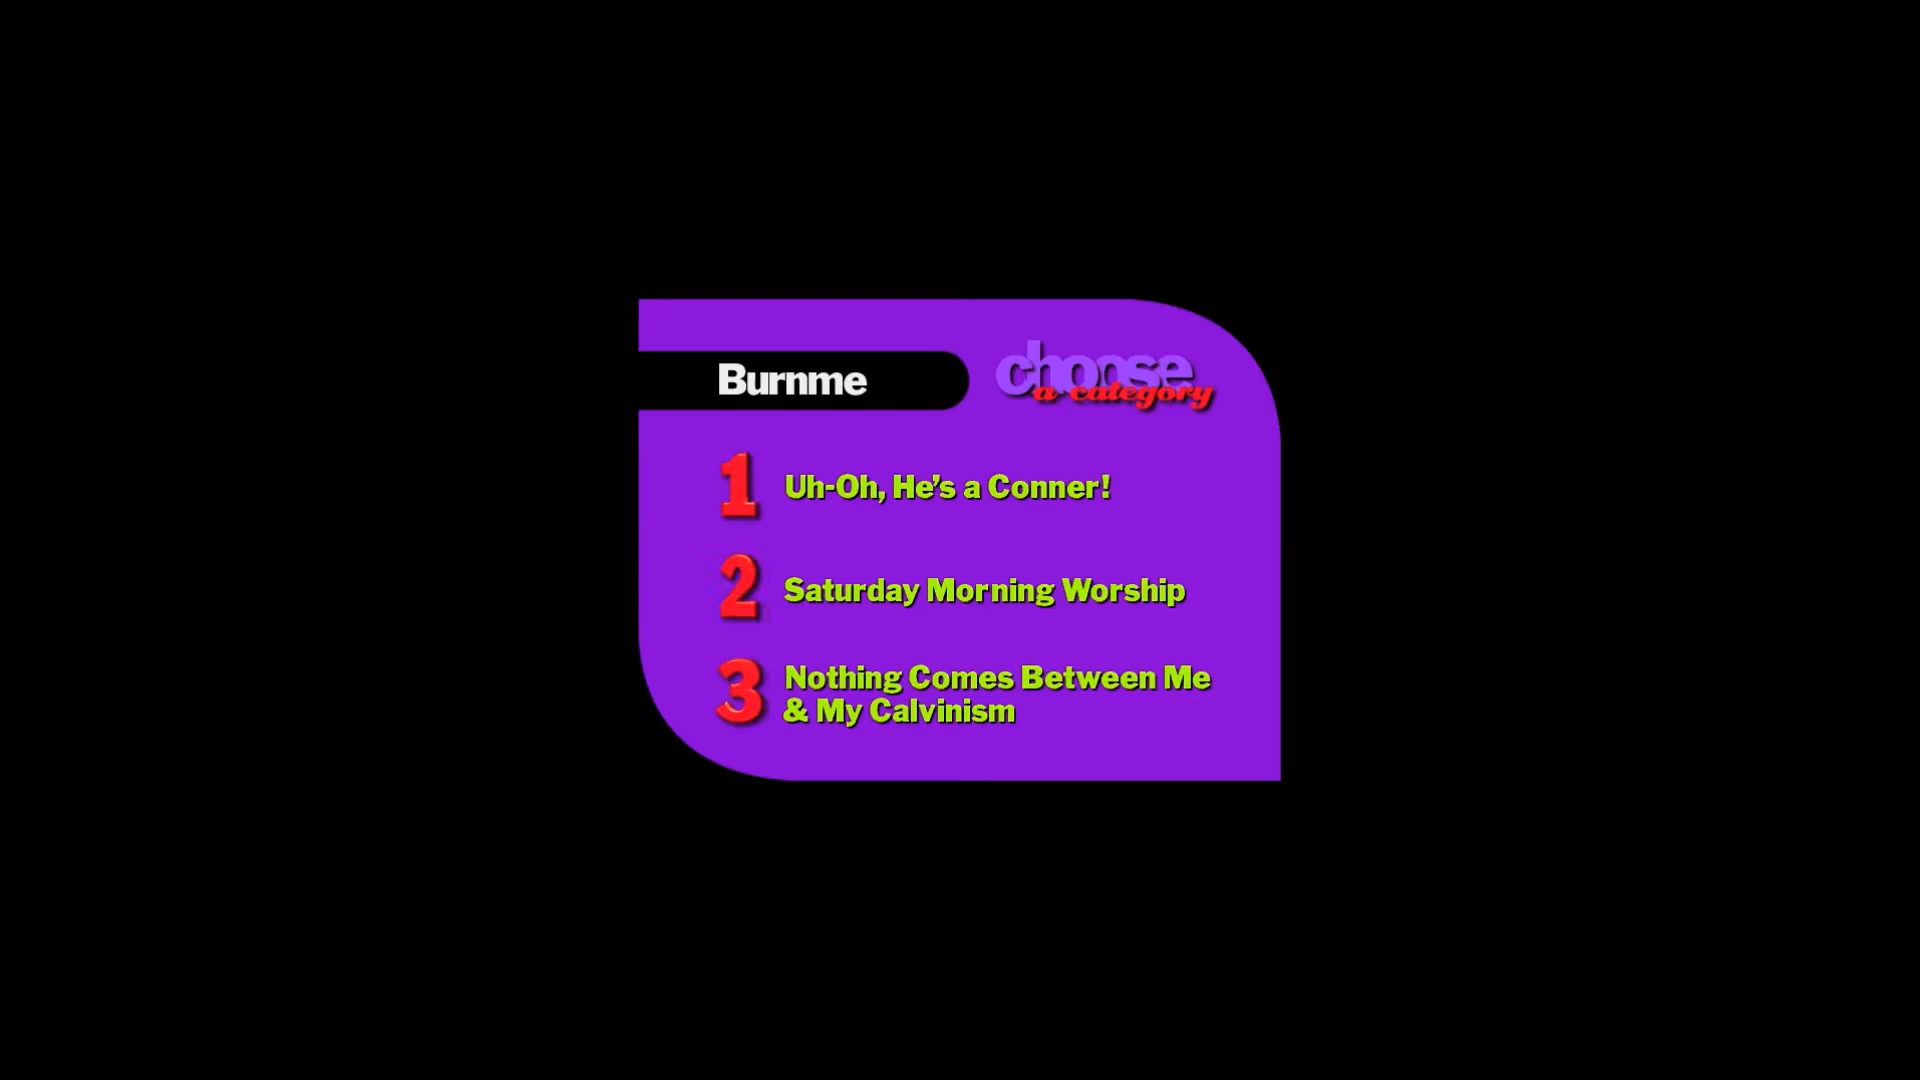 Burnme
choose
a category
1 Uh-Oh, He's a Conner!
2 Saturday Morning Worship
3 Nothing Comes Between Me
& My Calvinism